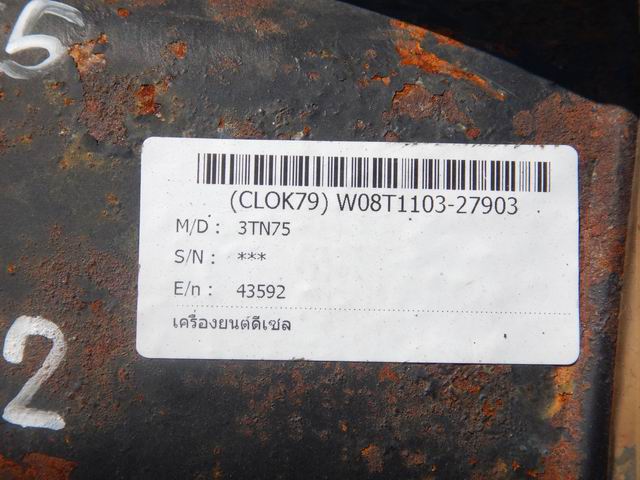 5
(CLOK79) W08T1103-27903
M/D : 3TN75
S/N : ***
E/n : 43592
เครื่องยนต์ดีเซล
2